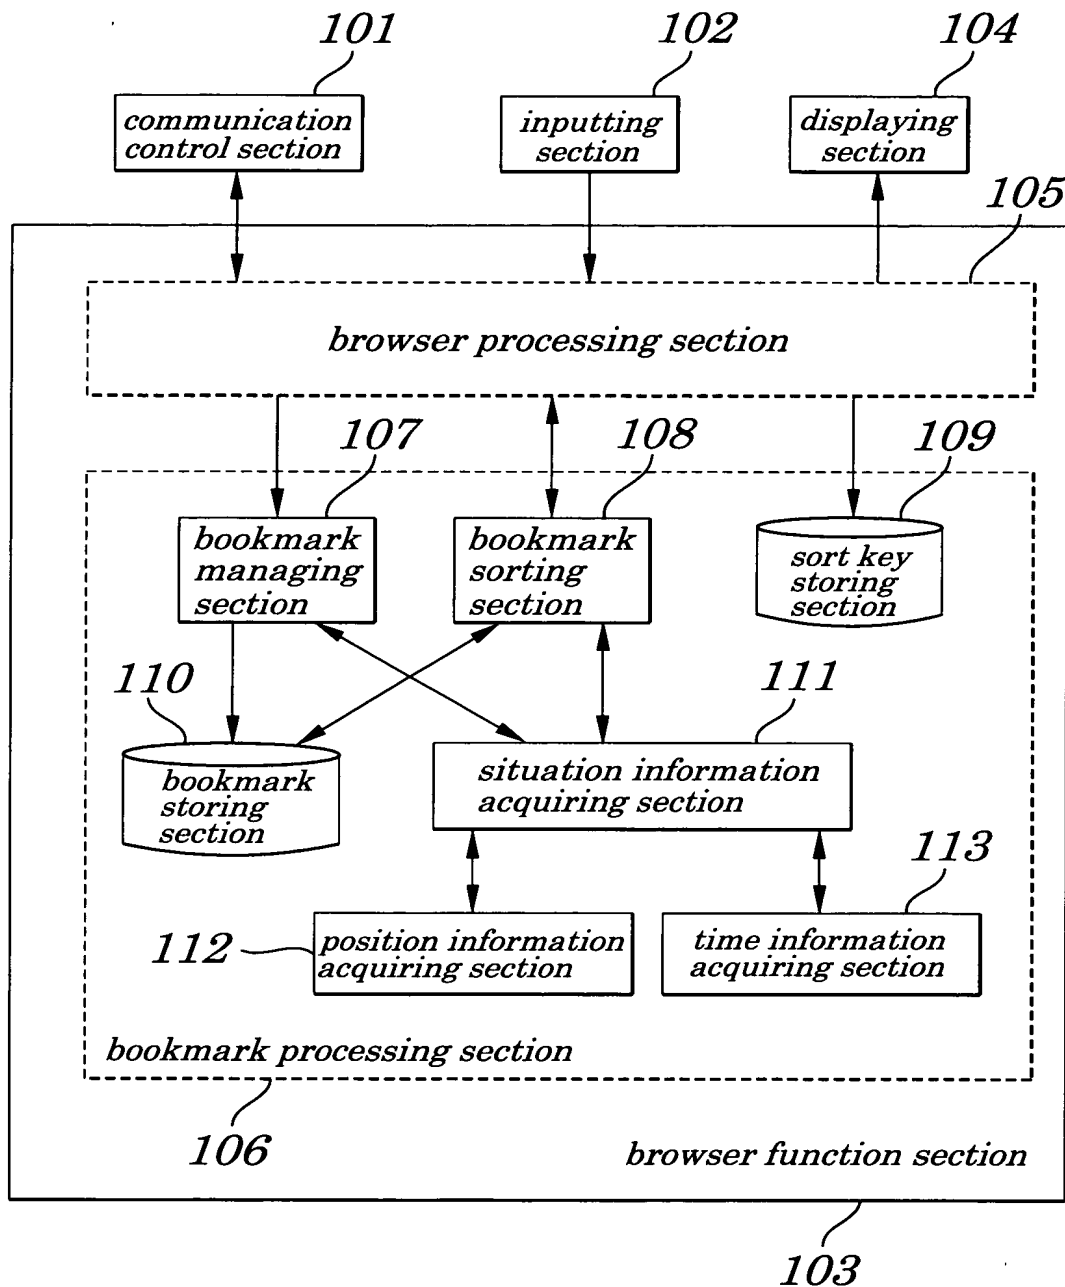 101
102
104
communication
control section
inputting
section
displaying
section
105
browser processing section
107
108
109
bookmark
managing
section
bookmark
sorting
section
sort key
storing
section
110
111
bookmark
storing
section
situation information
acquiring section
113
112
position information
acquiring section
time information
acquiring section
bookmark processing section
106
browser function section
103